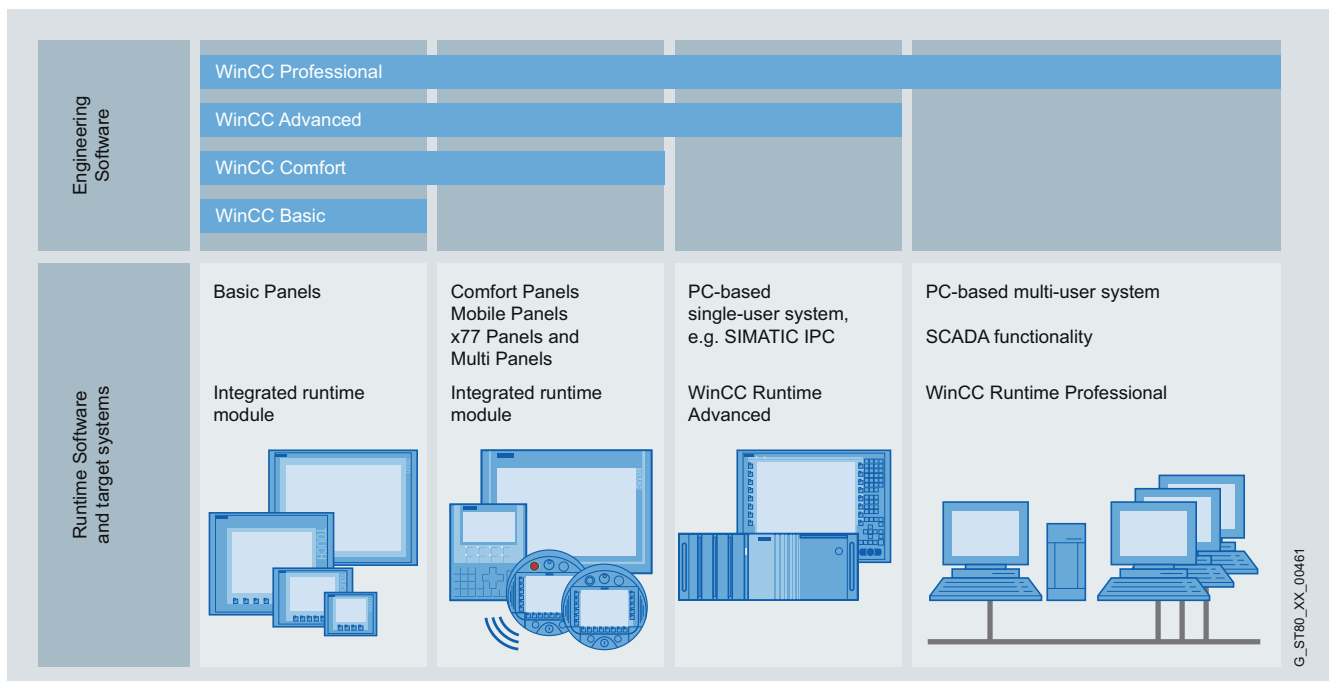 Engineering
Software
WinCC Professional
WinCC Advanced
WinCC Comfort
WinCC Basic
Runtime Software
and target systems
Basic Panels
Integrated runtime
module
Comfort Panels
Mobile Panels
x77 Panels and
Multi Panels
Integrated runtime
module
PC-based
single-user system,
e.g. SIMATIC IPC
WinCC Runtime
Advanced
PC-based multi-user system
SCADA functionality
WinCC Runtime Professional
G_ST80_XX_00461